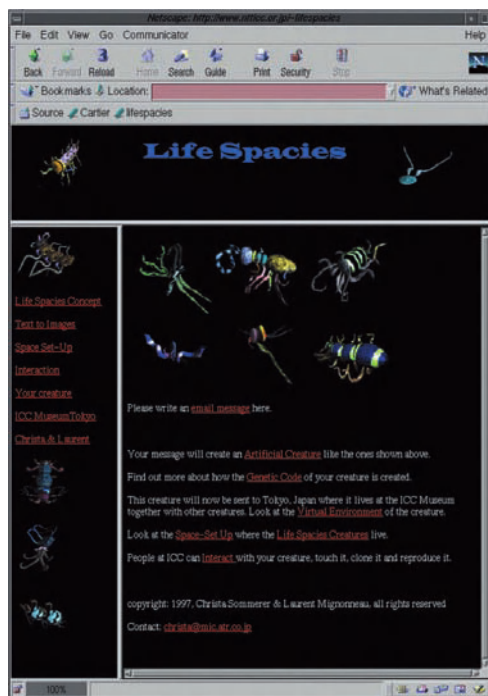 Netscape: http://www.ntticc.or.jp/~lifespacies
File Edit View Go Communicator Help
Back Forward Reload Home Search Guide Print Security Stop
N
Bookmarks Location: What's Related
Source Cartier lifespacies
Life Spacies
Life Spacies Concept
Text to Images
Space Set-Up
Interaction
Your creature
ICC Museum Tokyo
Christa & Laurent
Please write an email message here.
Your message will create an Artificial Creature like the ones shown above.
Find out more about how the Genetic Code of your creature is created.
This creature will now be sent to Tokyo, Japan where it lives at the ICC Museum
together with other creatures. Look at the Virtual Environment of the creature.
Look at the Space-Set Up where the Life Spacies Creatures live.
People at ICC can Interact with your creature, touch it, clone it and reproduce it.
copyright: 1997, Christa Sommerer & Laurent Mignonneau, all rights reserved
Contact: christa@mic.atr.co.jp
100%